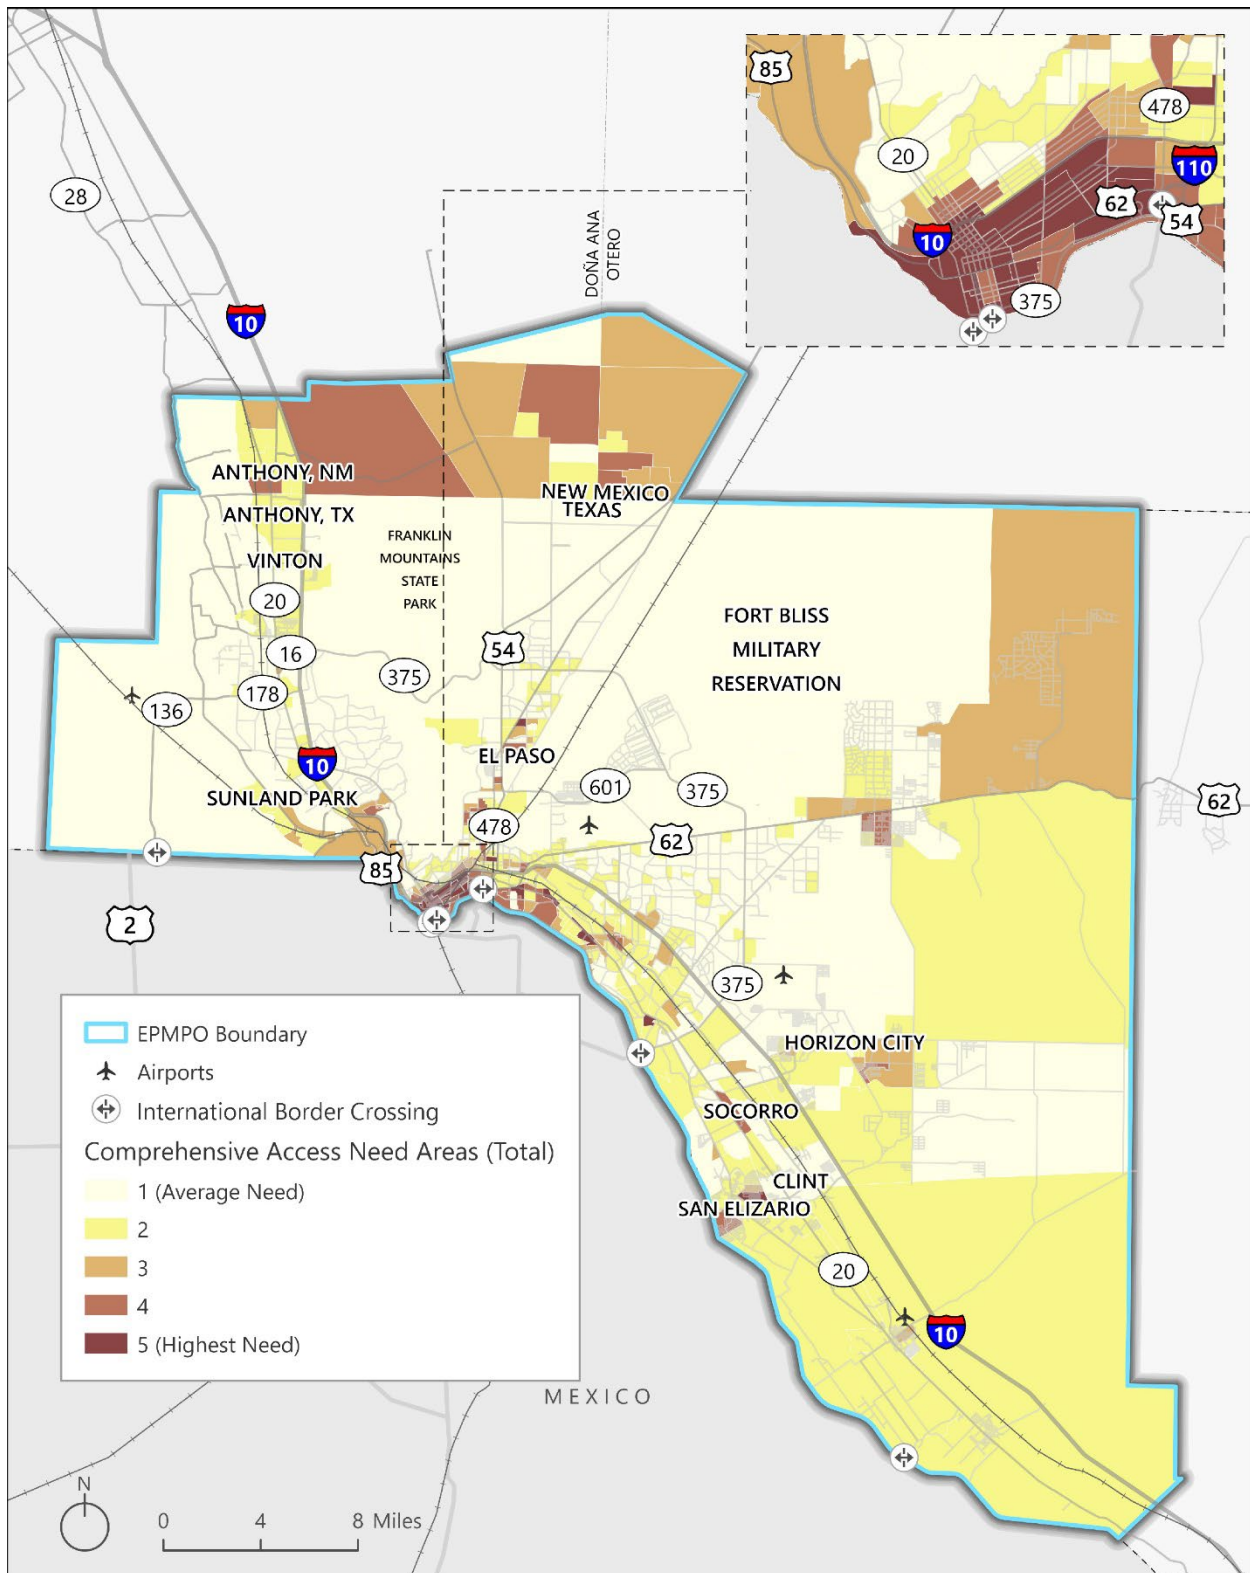 85
478
20
110
62
54
10
375
28
DOÑA ANA
OTERO
10
ANTHONY, NM
NEW MEXICO
TEXAS
ANTHONY, TX
FRANKLIN
MOUNTAINS
STATE
PARK
VINTON
20
FORT BLISS
MILITARY
RESERVATION
54
16
375
178
136
EL PASO
10
601
375
SUNLAND PARK
62
478
62
85
2
375
HORIZON CITY
SOCORRO
CLINT
SAN ELIZARIO
20
10
EPMPO Boundary
Airports
International Border Crossing
Comprehensive Access Need Areas (Total)
1 (Average Need)
2
3
4
5 (Highest Need)
MEXICO
N
0 4 8 Miles